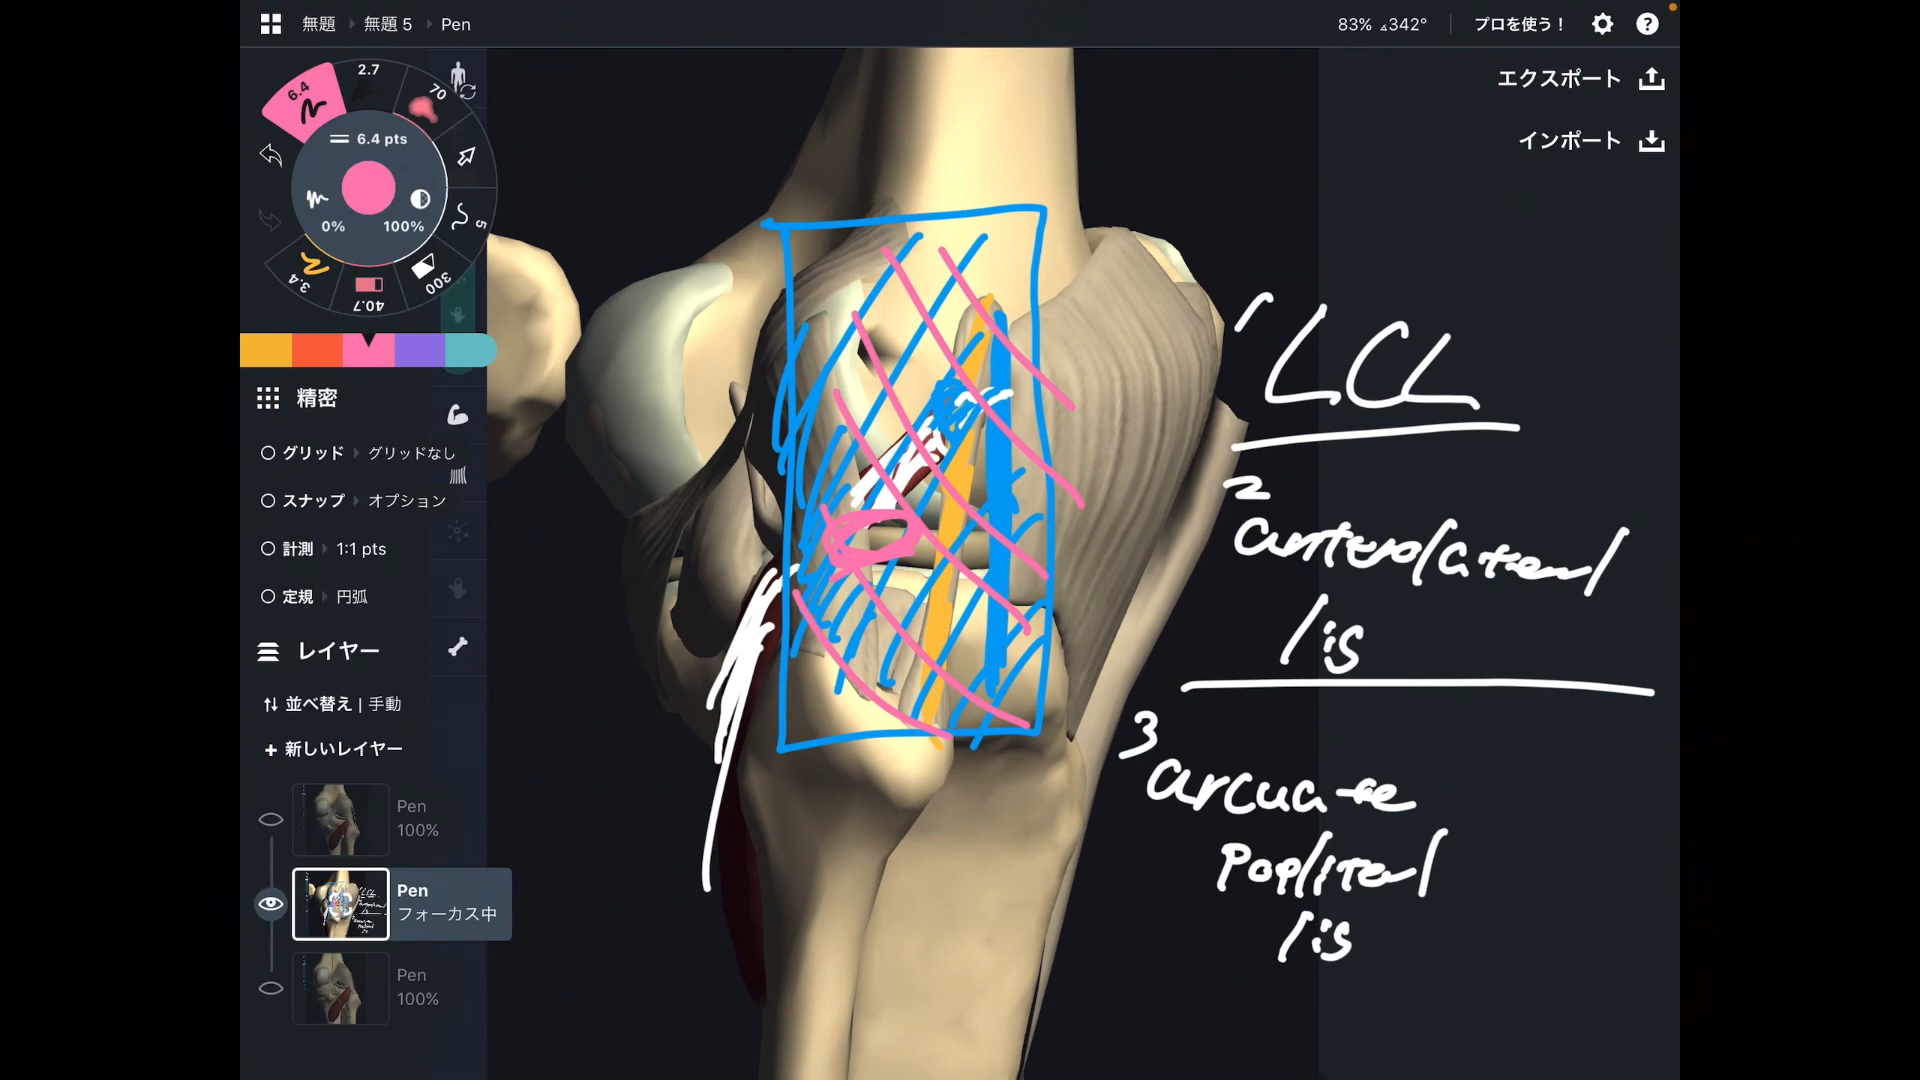 無題 無題 5 Pen
83% ⊿342°
プロを使う！
エクスポート
インポート
2.7
6.4
70
6.4 pts
0% 100%
5
3.4
40.7
300
精密
グリッド グリッドなし
スナップ オプション
計測 1:1 pts
定規 円弧
レイヤー
並べ替え | 手動
+ 新しいレイヤー
Pen
100%
Pen
フォーカス中
Pen
100%
1 LCL
2
anterolateral
lig
3
arcuate
popliteal
lig